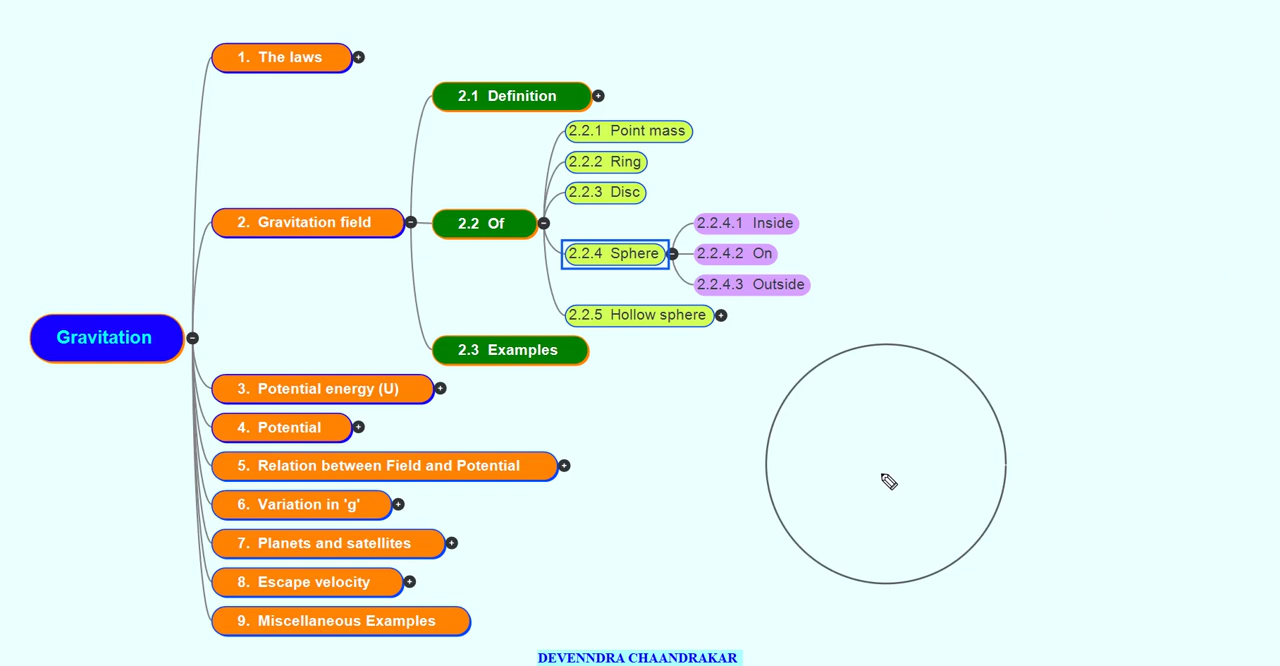 Gravitation
1. The laws
2. Gravitation field
2.1 Definition
2.2 Of
2.2.1 Point mass
2.2.2 Ring
2.2.3 Disc
2.2.4 Sphere
2.2.4.1 Inside
2.2.4.2 On
2.2.4.3 Outside
2.2.5 Hollow sphere
2.3 Examples
3. Potential energy (U)
4. Potential
5. Relation between Field and Potential
6. Variation in 'g'
7. Planets and satellites
8. Escape velocity
9. Miscellaneous Examples
DEVENNDRA CHAANDRAKAR